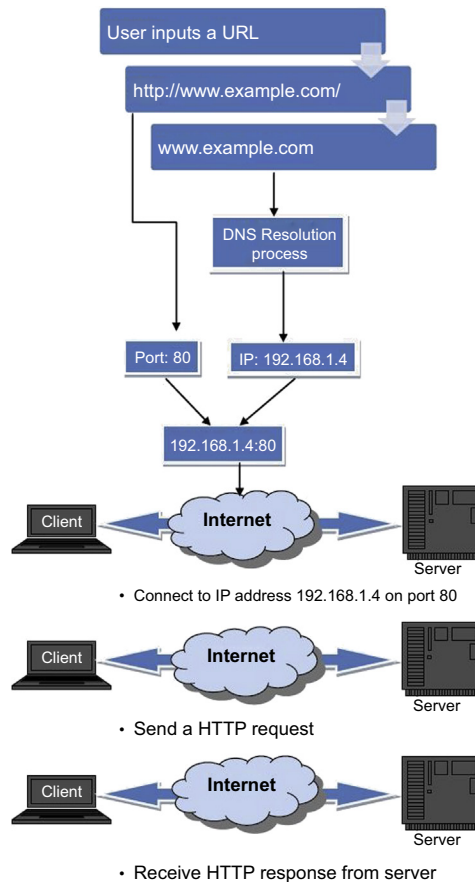 User inputs a URL
http://www.example.com/
www.example.com
DNS Resolution
process
Port: 80
IP: 192.168.1.4
192.168.1.4:80
Client
Internet
Server
• Connect to IP address 192.168.1.4 on port 80
Client
Internet
Server
• Send a HTTP request
Client
Internet
Server
• Receive HTTP response from server